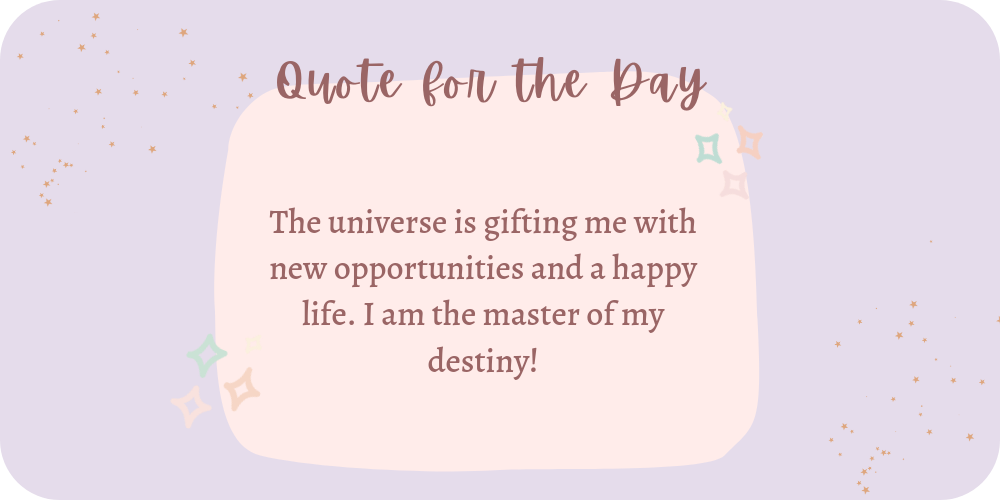 Quote for the Day
The universe is gifting me with
new opportunities and a happy
life. I am the master of my
destiny!